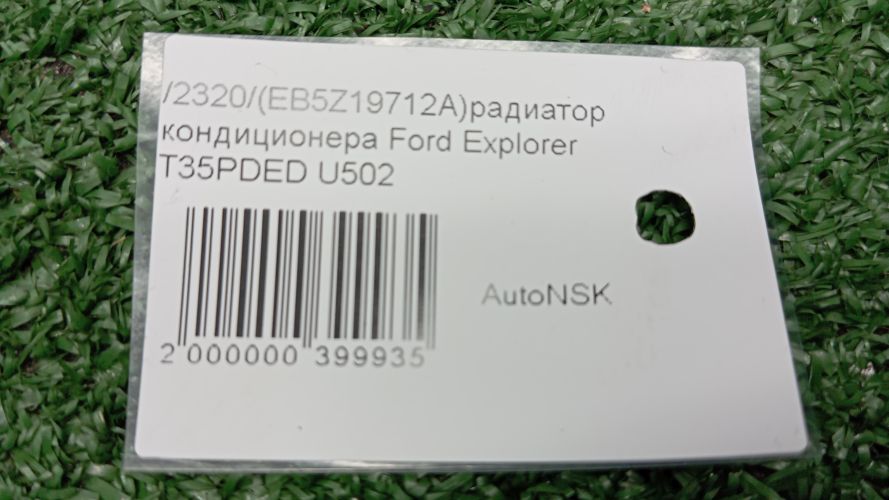 /2320/(EB5Z19712A)радиатор
кондиционера Ford Explorer
T35PDED U502
AutoNSK
2 000000 399935